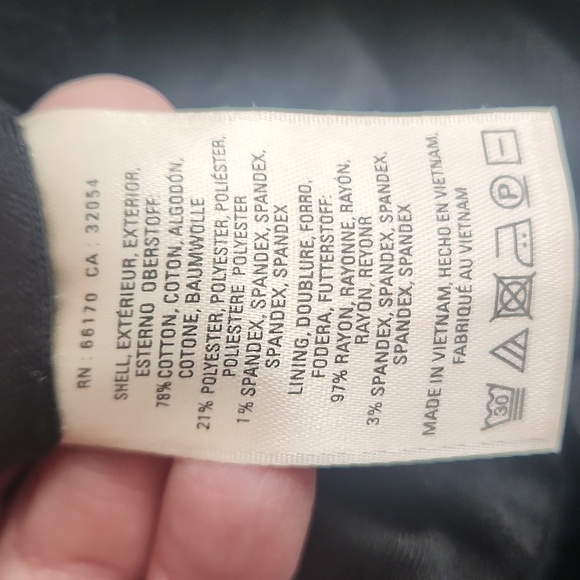 RN : 66170 CA : 32054
SHELL, EXTÉRIEUR, EXTERIOR,
ESTERNO OBERSTOFF:
78% COTTON, COTON, ALGODÓN,
COTONE, BAUMWOLLE
21% POLYESTER, POLYESTER, POLIÉSTER,
POLIESTERE POLYESTER
1% SPANDEX, SPANDEX, SPANDEX,
SPANDEX, SPANDEX
LINING, DOUBLURE, FORRO,
FODERA, FUTTERSTOFF:
97% RAYON, RAYONNE, RAYÓN,
RAYON, REYONR
3% SPANDEX, SPANDEX, SPANDEX,
SPANDEX, SPANDEX
MADE IN VIETNAM, HECHO EN VIETNAM,
FABRIQUÉ AU VIETNAM
30 P